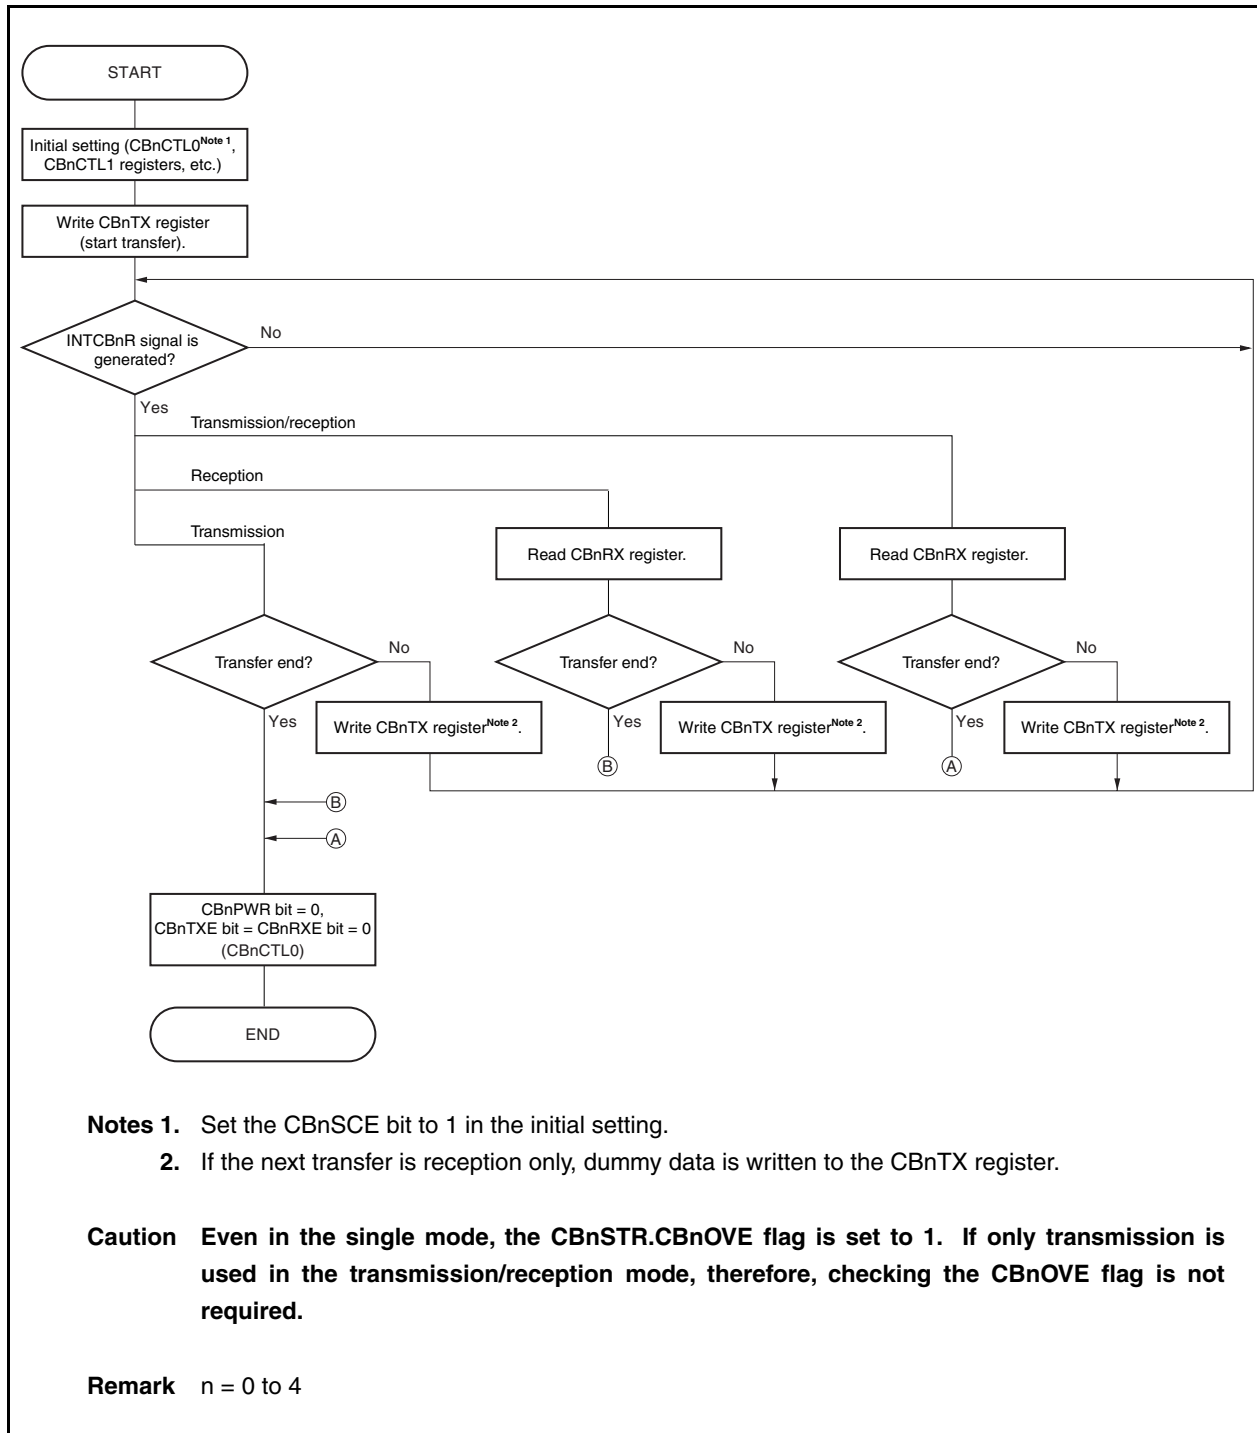 START
Initial setting (CBnCTL0Note 1,
CBnCTL1 registers, etc.)
Write CBnTX register
(start transfer).
INTCBnR signal is
generated?
No
Yes
Transmission/reception
Reception
Transmission
Read CBnRX register.
Read CBnRX register.
Transfer end?
No
Transfer end?
No
Transfer end?
No
Yes
Write CBnTX registerNote 2.
Yes
Write CBnTX registerNote 2.
Yes
Write CBnTX registerNote 2.
B
A
B
A
CBnPWR bit = 0,
CBnTXE bit = CBnRXE bit = 0
(CBnCTL0)
END
Notes 1. Set the CBnSCE bit to 1 in the initial setting.
2. If the next transfer is reception only, dummy data is written to the CBnTX register.
Caution Even in the single mode, the CBnSTR.CBnOVE flag is set to 1. If only transmission is
used in the transmission/reception mode, therefore, checking the CBnOVE flag is not
required.
Remark n = 0 to 4